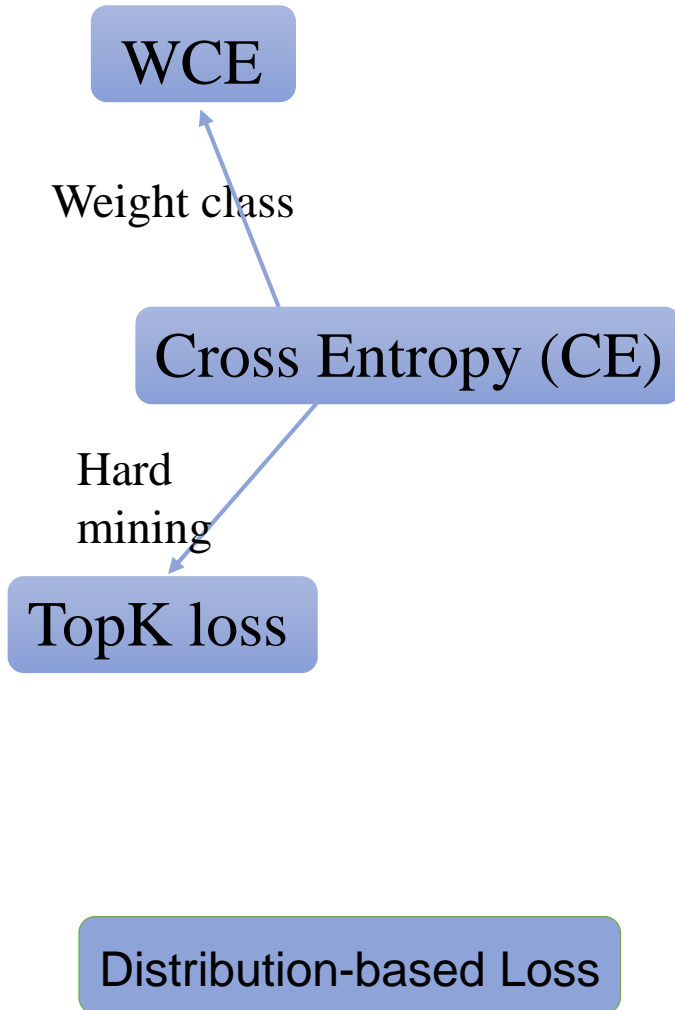 WCE
Weight class
Cross Entropy (CE)
Hard
mining
TopK loss
Distribution-based Loss